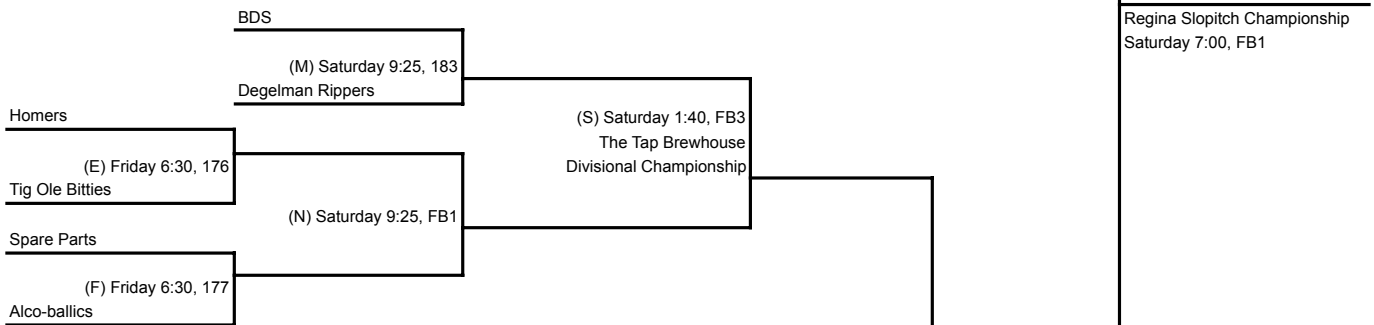 BDS
Regina Slopitch Championship
Saturday 7:00, FB1
(M) Saturday 9:25, 183
Degelman Rippers
Homers
(S) Saturday 1:40, FB3
The Tap Brewhouse
Divisional Championship
(E) Friday 6:30, 176
Tig Ole Bitties
(N) Saturday 9:25, FB1
Spare Parts
(F) Friday 6:30, 177
Alco-ballics